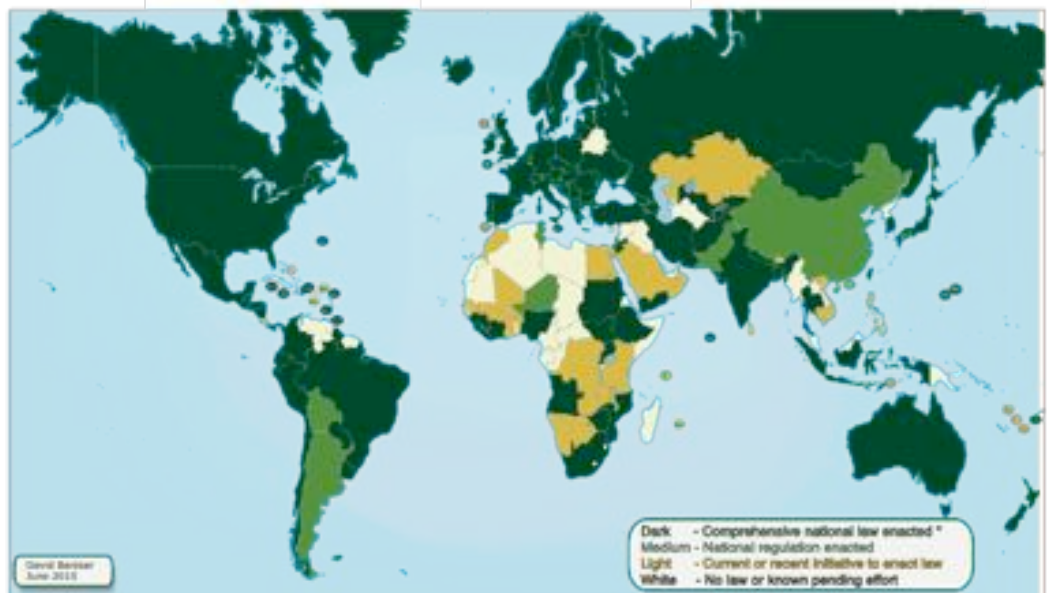 Dark - Comprehensive national law enacted *
Medium - National regulation enacted
Light - Current or recent initiative to enact law
White - No law or known pending effort
David Banisar
June 2015